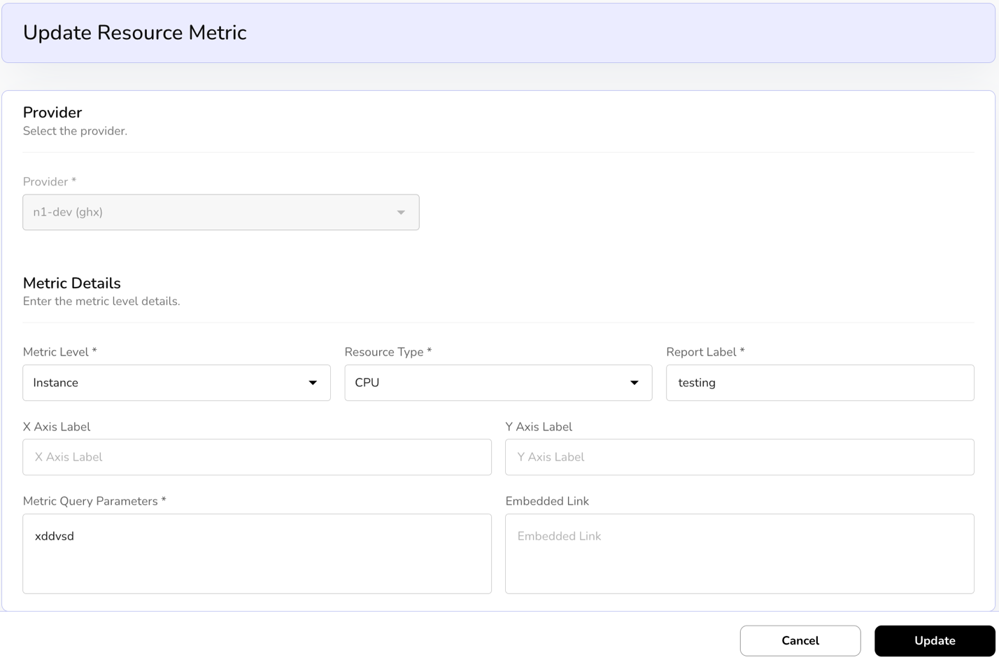 Update Resource Metric
Provider
Select the provider.
Provider *
n1-dev (ghx)
Metric Details
Enter the metric level details.
Metric Level *
Resource Type *
Report Label *
Instance
CPU
testing
X Axis Label
Y Axis Label
X Axis Label
Y Axis Label
Metric Query Parameters *
Embedded Link
xddvsd
Embedded Link
Cancel
Update